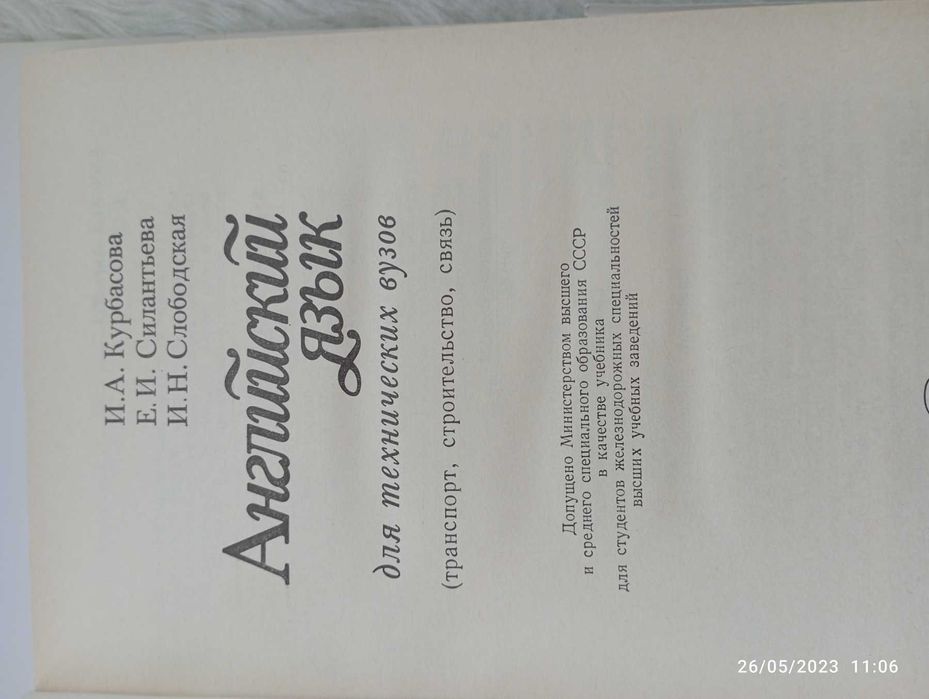 И. А. Курбасова
Е. И. Силантьева
И. Н. Слободская
Английский
язык
для технических вузов
(транспорт, строительство, связь)
Допущено Министерством высшего
и среднего специального образования СССР
в качестве учебника
для студентов железнодорожных специальностей
высших учебных заведений
26/05/2023 11:06